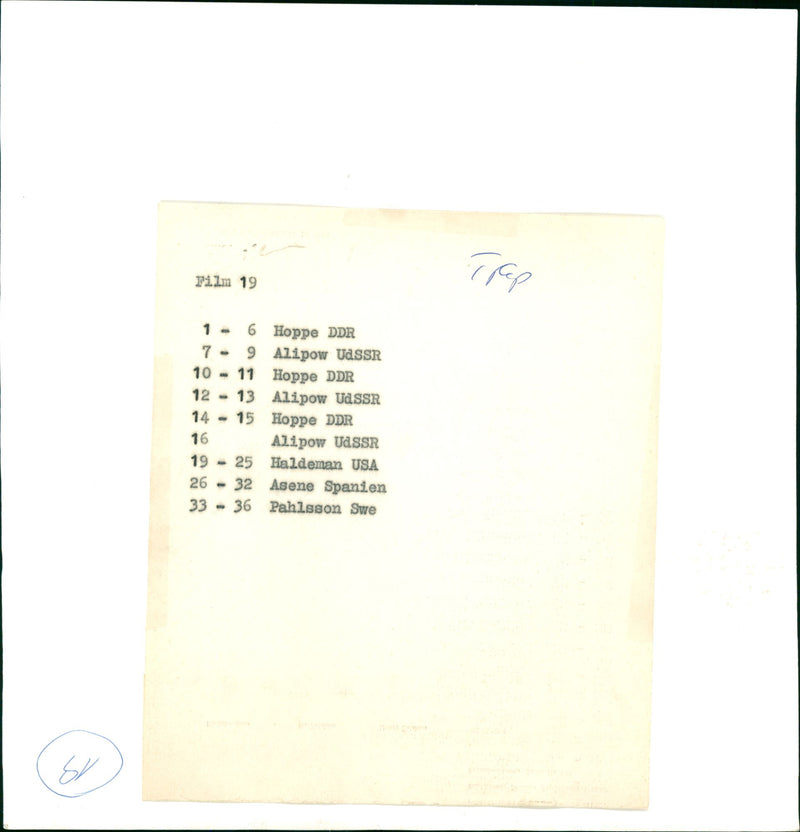 Film 19
1 - 6 Hoppe DDR
7 - 9 Alipow UdSSR
10 - 11 Hoppe DDR
12 - 13 Alipow UdSSR
14 - 15 Hoppe DDR
16 Alipow UdSSR
19 - 25 Haldeman USA
26 - 32 Asene Spanien
33 - 36 Pahlsson Swe